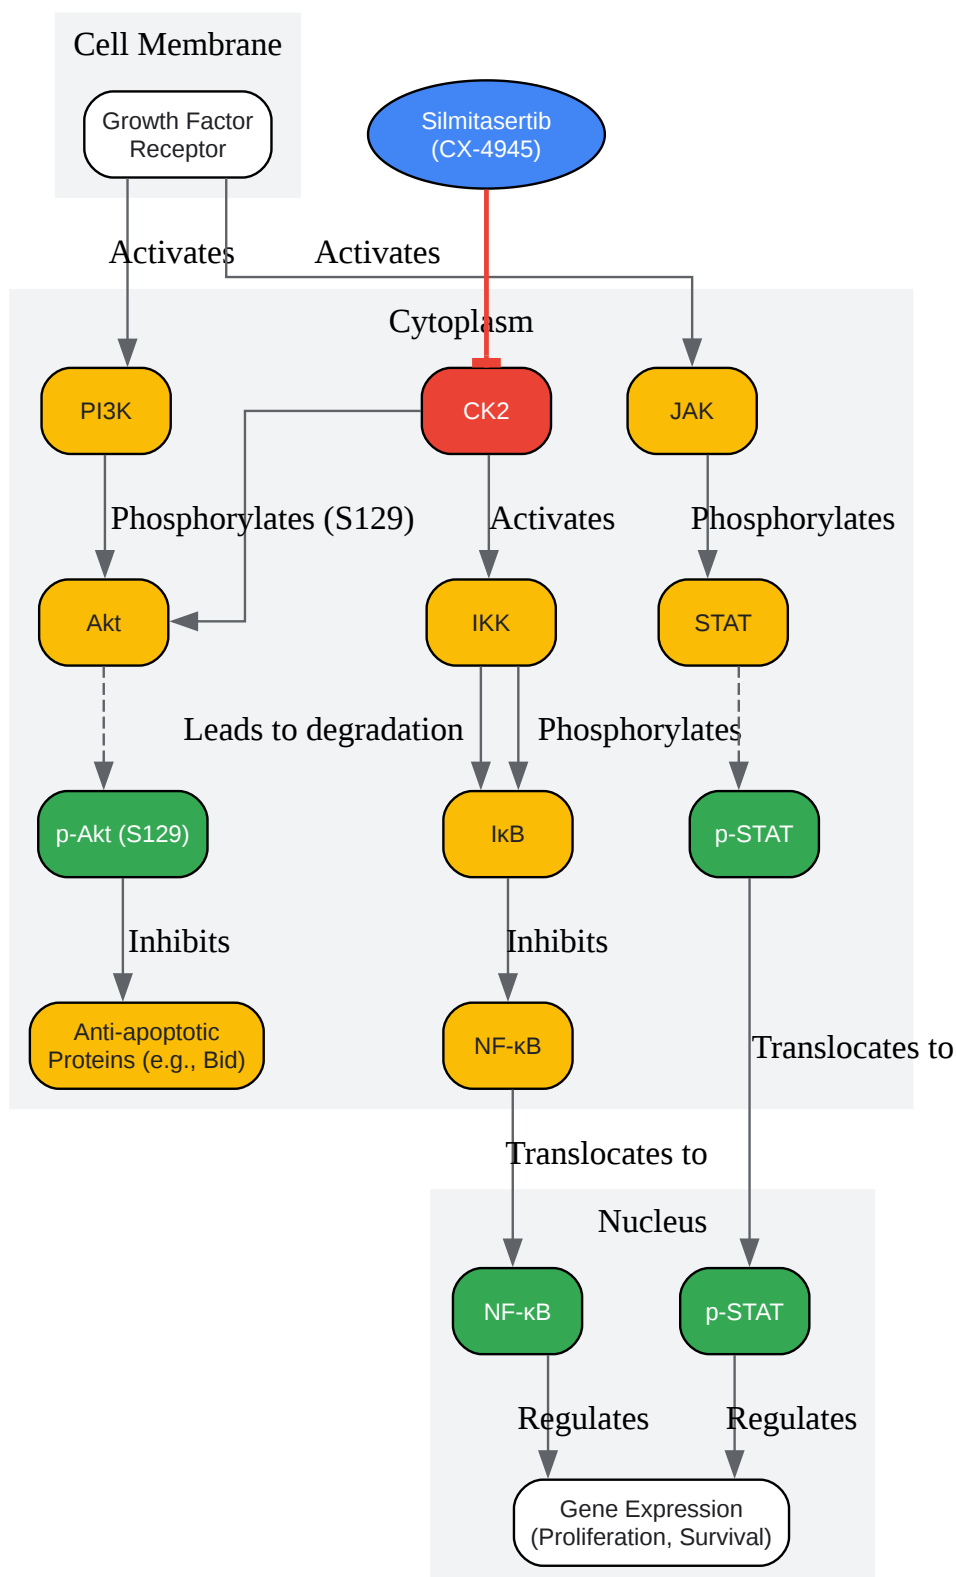 Cell Membrane
Growth Factor
Receptor
Silmitasertib
(CX-4945)
Activates
Activates
Cytoplasm
PI3K
CK2
JAK
Phosphorylates (S129)
Activates
Phosphorylates
Akt
IKK
STAT
Leads to degradation
Phosphorylates
p-Akt (S129)
IκB
p-STAT
Inhibits
Inhibits
Anti-apoptotic
Proteins (e.g., Bid)
NF-κB
Translocates to
Translocates to
Nucleus
NF-κB
p-STAT
Regulates
Regulates
Gene Expression
(Proliferation, Survival)